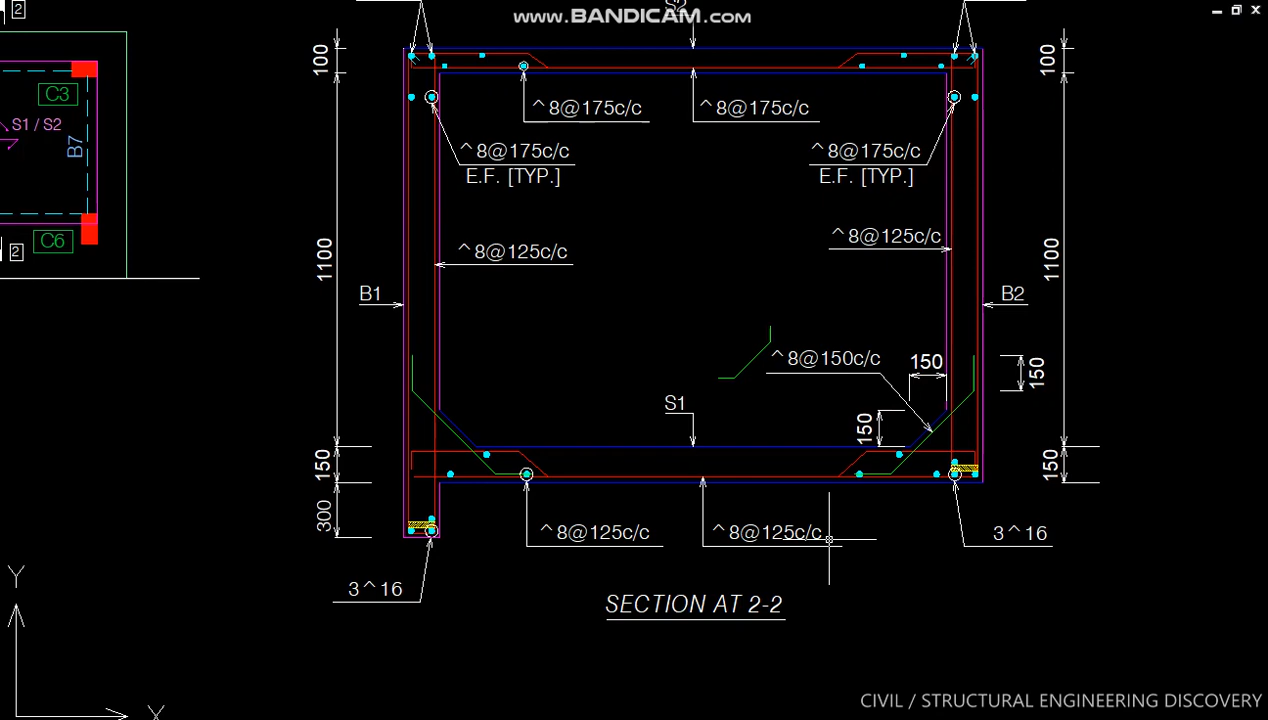 www.BANDICAM.com
2
S2
100
100
C3
S1 / S2
B7
^8@175c/c
^8@175c/c
^8@175c/c
E.F. [TYP.]
^8@175c/c
E.F. [TYP.]
C6
2
1100
^8@125c/c
^8@125c/c
1100
B1
B2
^8@150c/c
150
150
S1
150
150
150
300
^8@125c/c
^8@125c/c
3^16
3^16
SECTION AT 2-2
Y
X
CIVIL / STRUCTURAL ENGINEERING DISCOVERY